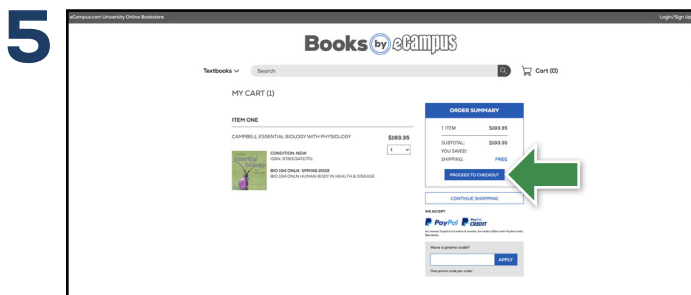 5
eCampus.com University Online Bookstore
Login/Sign Up
Books by eCampus
Textbooks
Search
Cart (0)
MY CART (1)
ITEM ONE
CAMPBELL ESSENTIAL BIOLOGY WITH PHYSIOLOGY
$193.35
1
essential
biology
CONDITION: NEW
BIO 104 ONLN SPRING 2022
BIO 104 ONLN HUMAN BODY IN HEALTH & DISEASE
ORDER SUMMARY
1 ITEM $193.35
SUBTOTAL: $193.35
YOU SAVED:
SHIPPING: FREE
PROCEED TO CHECKOUT
CONTINUE SHOPPING
WE ACCEPT
PayPal PayPal CREDIT
Have a promo code?
APPLY
One promo code per order.